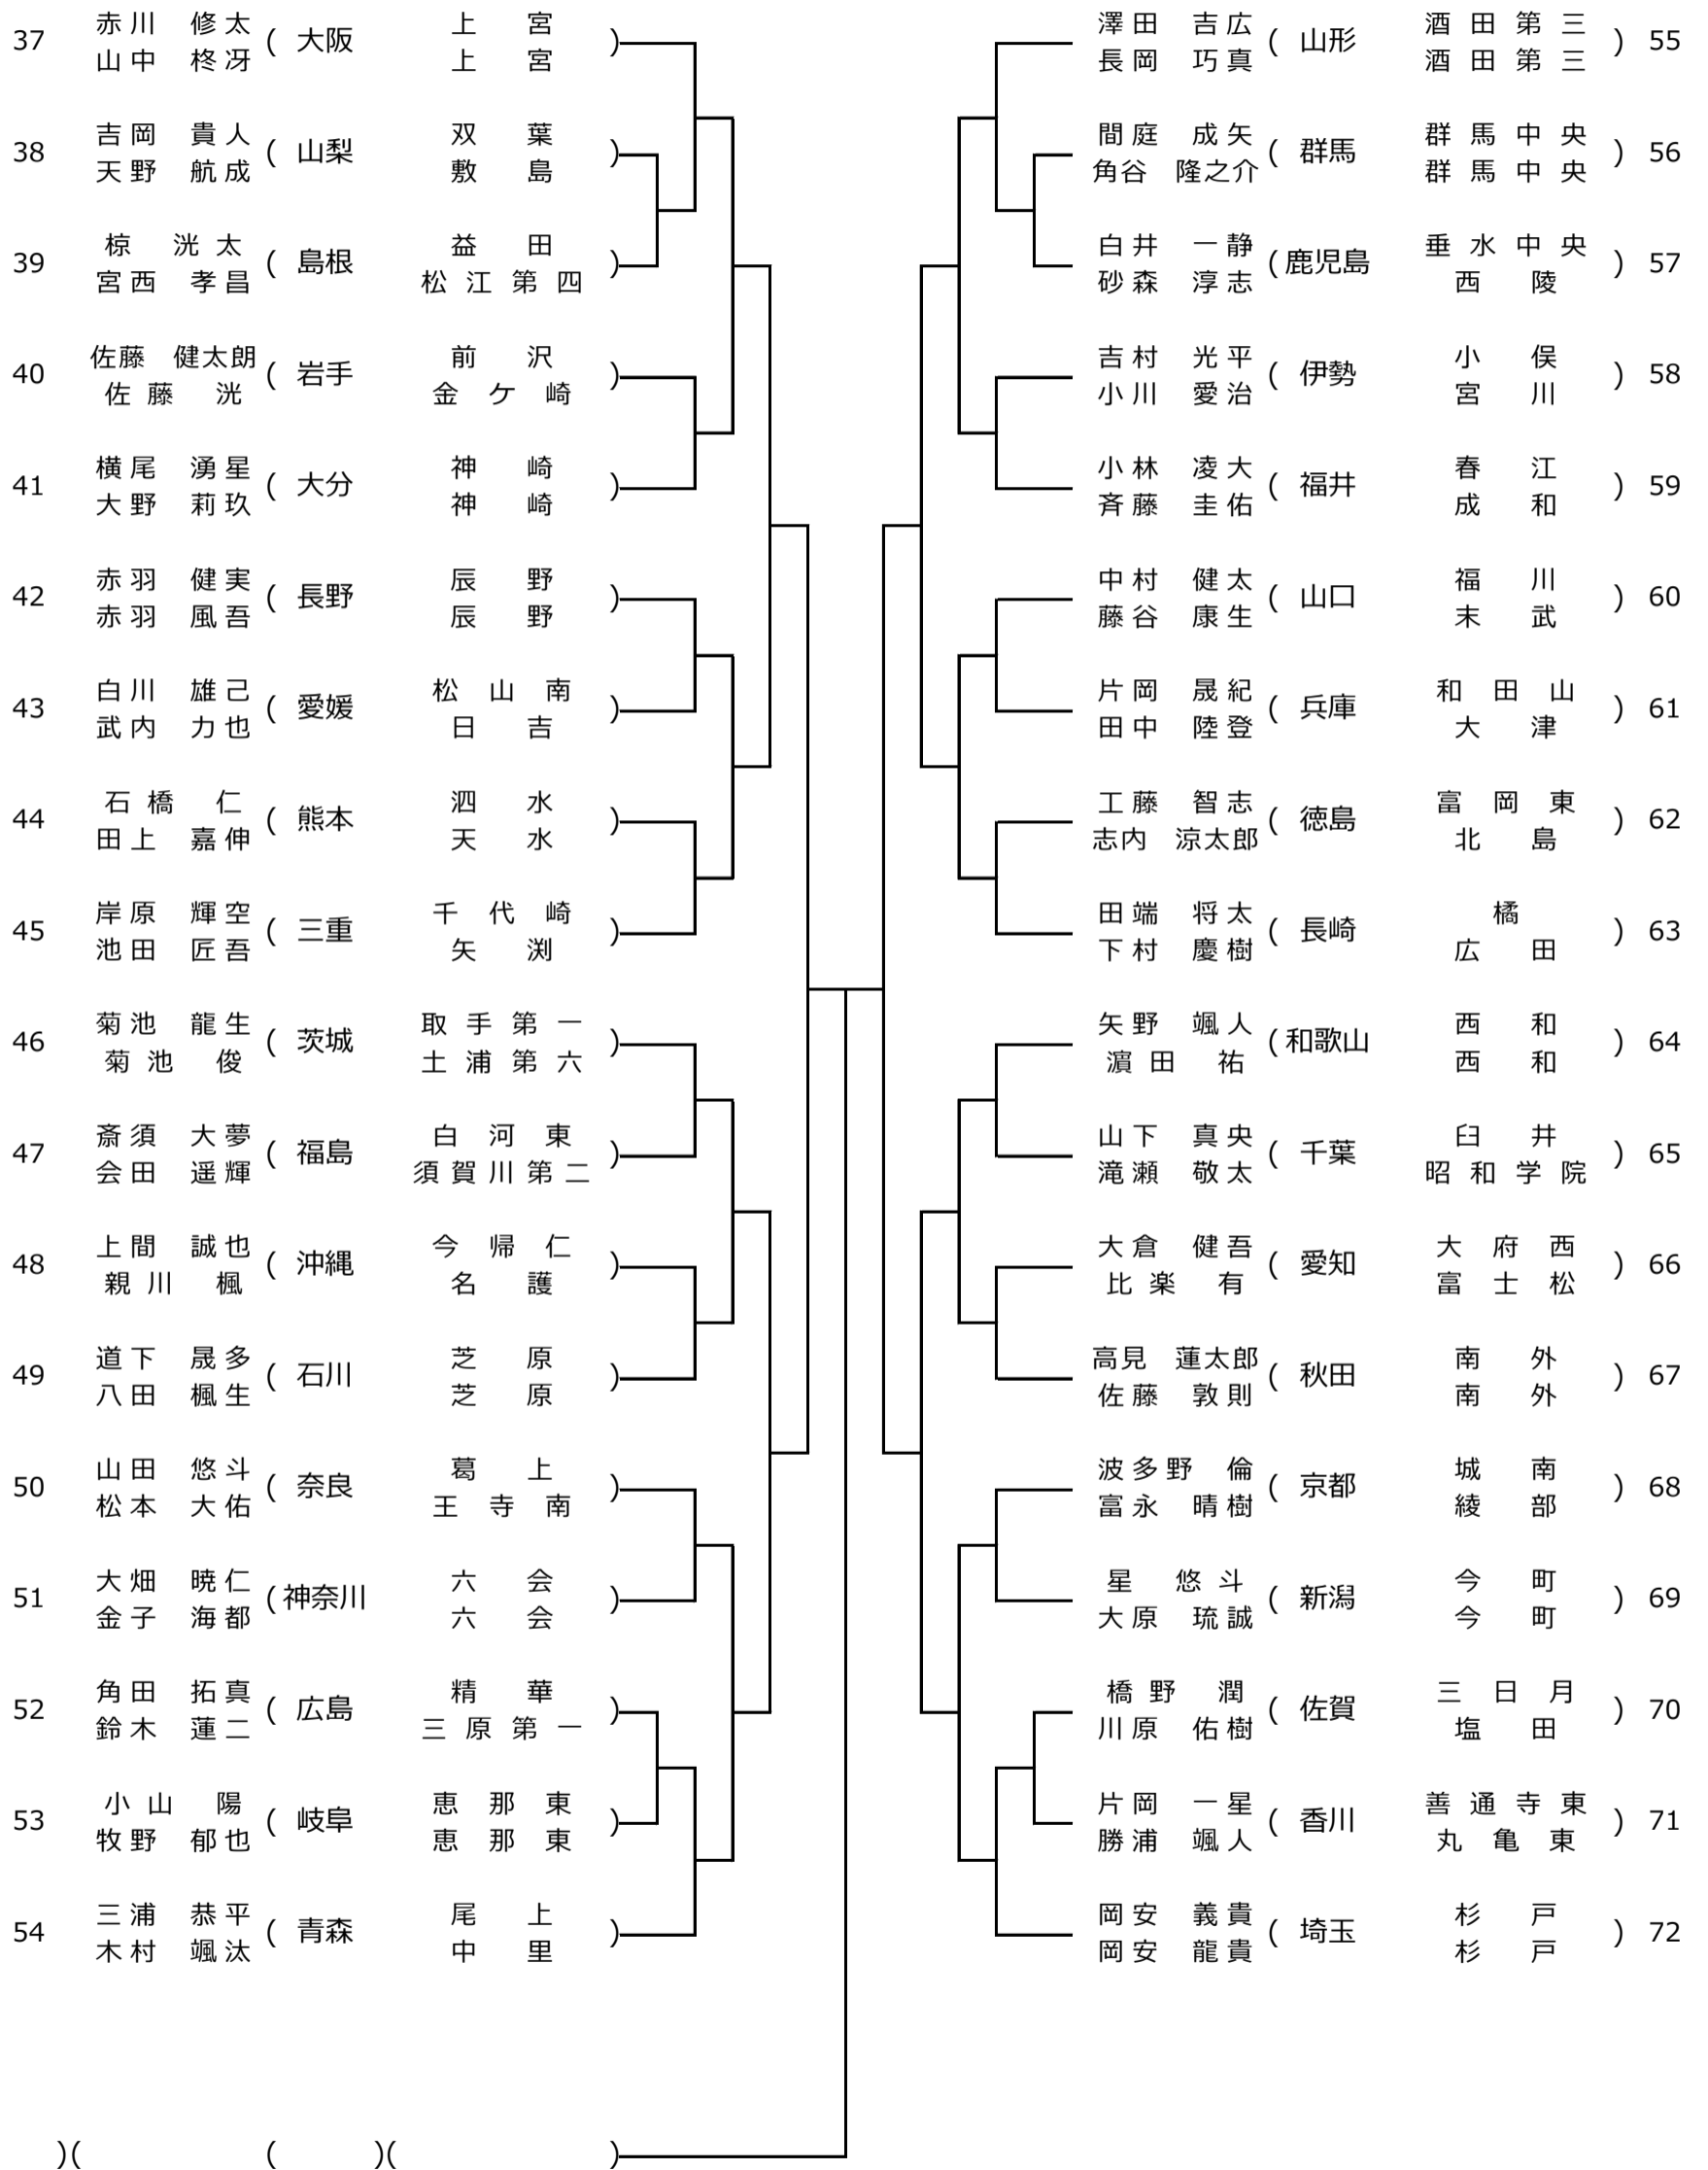 37 赤川 修太 ( 大阪 上宮 )
山中 柊冴 上宮
38 吉岡 貴人 ( 山梨 双葉 )
天野 航成 敷島
39 椋 洸太 ( 島根 益田 )
宮西 孝昌 松江第四
40 佐藤 健太朗 ( 岩手 前沢 )
佐藤 洸 金ケ崎
41 横尾 湧星 ( 大分 神崎 )
大野 莉玖 神崎
42 赤羽 健実 ( 長野 辰野 )
赤羽 風吾 辰野
43 白川 雄己 ( 愛媛 松山南 )
武内 力也 日吉
44 石橋 仁 ( 熊本 泗水 )
田上 嘉伸 天水
45 岸原 輝空 ( 三重 千代崎 )
池田 匠吾 矢渕
46 菊池 龍生 ( 茨城 取手第一 )
菊池 俊 土浦第六
47 斎須 大夢 ( 福島 白河東 )
会田 遥輝 須賀川第二
48 上間 誠也 ( 沖縄 今帰仁 )
親川 楓 名護
49 道下 晟多 ( 石川 芝原 )
八田 楓生 芝原
50 山田 悠斗 ( 奈良 葛上 )
松本 大佑 王寺南
51 大畑 暁仁 ( 神奈川 六会 )
金子 海都 六会
52 角田 拓真 ( 広島 精華 )
鈴木 蓮二 三原第一
53 小山 陽 ( 岐阜 恵那東 )
牧野 郁也 恵那東
54 三浦 恭平 ( 青森 尾上 )
木村 颯汰 中里
)( ( )( )
澤田 吉広 ( 山形 酒田第三 ) 55
長岡 巧真 酒田第三
間庭 成矢 ( 群馬 群馬中央 ) 56
角谷 隆之介 群馬中央
白井 一静 ( 鹿児島 垂水中央 ) 57
砂森 淳志 西陵
吉村 光平 ( 伊勢 小俣 ) 58
小川 愛治 宮川
小林 凌大 ( 福井 春江 ) 59
斉藤 圭佑 成和
中村 健太 ( 山口 福川 ) 60
藤谷 康生 末武
片岡 晟紀 ( 兵庫 和田山 ) 61
田中 陸登 大津
工藤 智志 ( 徳島 富岡東 ) 62
志内 涼太郎 北島
田端 将太 ( 長崎 橘 ) 63
下村 慶樹 広田
矢野 颯人 ( 和歌山 西和 ) 64
濵田 祐 西和
山下 真央 ( 千葉 臼井 ) 65
滝瀬 敬太 昭和学院
大倉 健吾 ( 愛知 大府西 ) 66
比楽 有 富士松
高見 蓮太郎 ( 秋田 南外 ) 67
佐藤 敦則 南外
波多野 倫 ( 京都 城南 ) 68
富永 晴樹 綾部
星 悠斗 ( 新潟 今町 ) 69
大原 琉誠 今町
橋野 潤 ( 佐賀 三日月 ) 70
川原 佑樹 塩田
片岡 一星 ( 香川 善通寺東 ) 71
勝浦 颯人 丸亀東
岡安 義貴 ( 埼玉 杉戸 ) 72
岡安 龍貴 杉戸